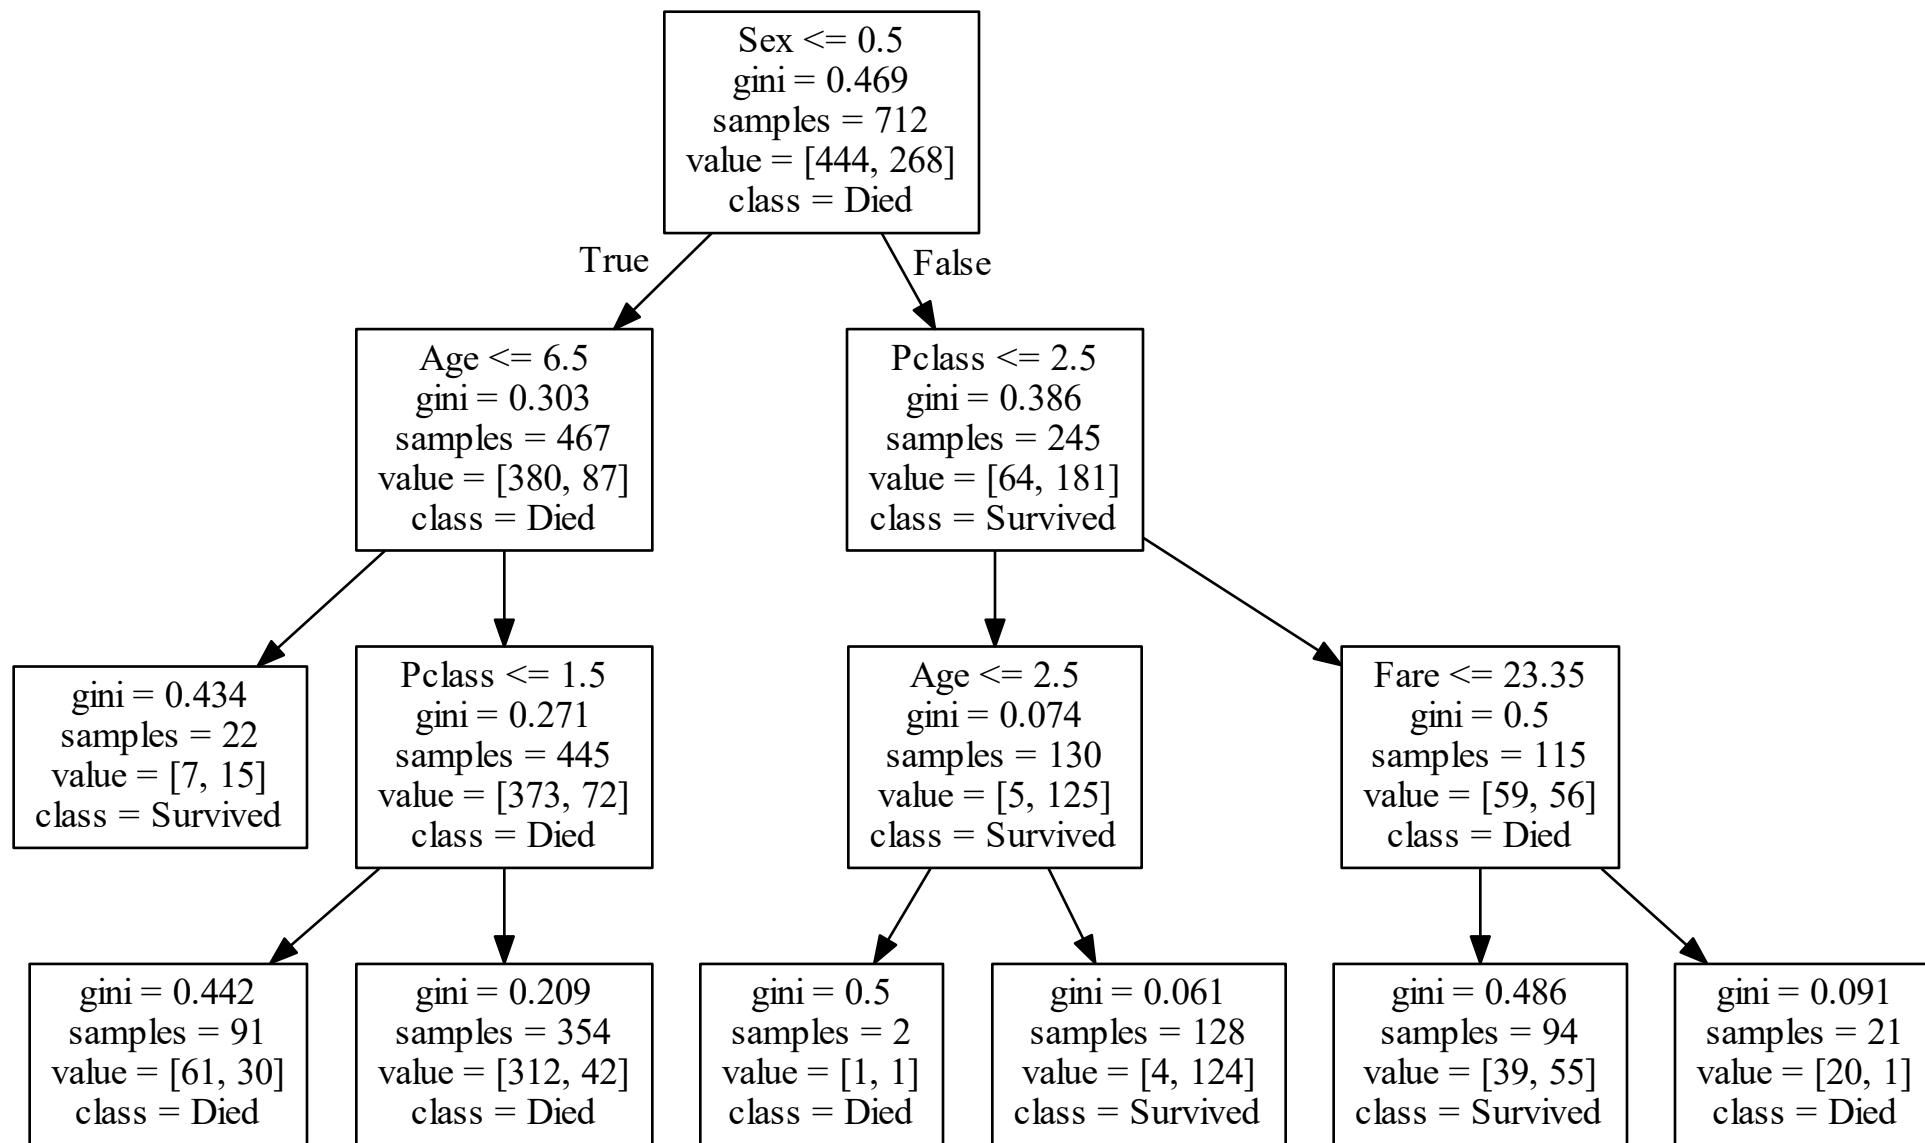 Sex <= 0.5
gini = 0.469
samples = 712
value = [444, 268]
class = Died
True
False
Age <= 6.5
gini = 0.303
samples = 467
value = [380, 87]
class = Died
Pclass <= 2.5
gini = 0.386
samples = 245
value = [64, 181]
class = Survived
gini = 0.434
samples = 22
value = [7, 15]
class = Survived
Pclass <= 1.5
gini = 0.271
samples = 445
value = [373, 72]
class = Died
Age <= 2.5
gini = 0.074
samples = 130
value = [5, 125]
class = Survived
Fare <= 23.35
gini = 0.5
samples = 115
value = [59, 56]
class = Died
gini = 0.442
samples = 91
value = [61, 30]
class = Died
gini = 0.209
samples = 354
value = [312, 42]
class = Died
gini = 0.5
samples = 2
value = [1, 1]
class = Died
gini = 0.061
samples = 128
value = [4, 124]
class = Survived
gini = 0.486
samples = 94
value = [39, 55]
class = Survived
gini = 0.091
samples = 21
value = [20, 1]
class = Died